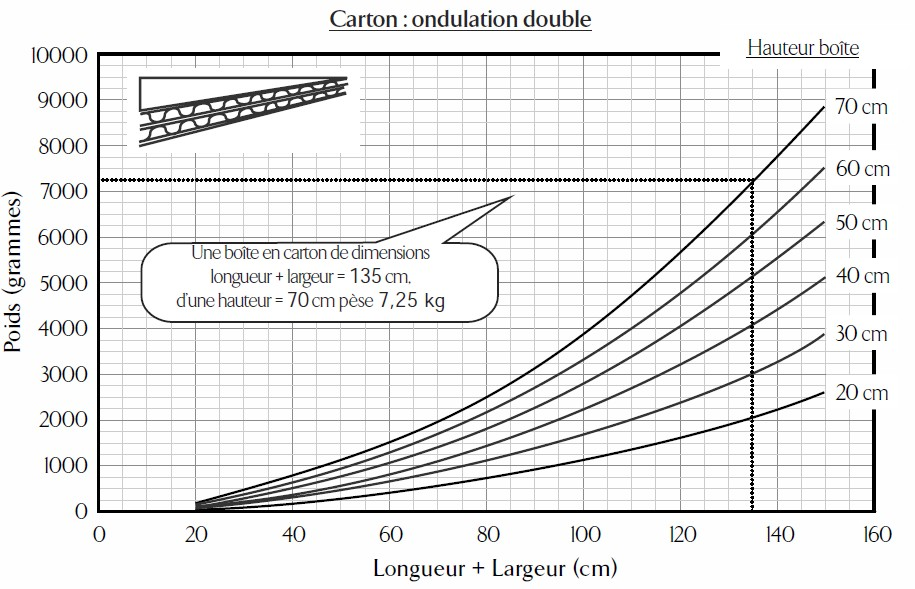 Carton : ondulation double
Hauteur boîte
10000
9000
8000
7000
6000
5000
4000
3000
2000
1000
0
Poids (grammes)
70 cm
60 cm
50 cm
40 cm
30 cm
20 cm
Une boîte en carton de dimensions
longueur + largeur = 135 cm,
d'une hauteur = 70 cm pèse 7,25 kg
0 20 40 60 80 100 120 140 160
Longueur + Largeur (cm)